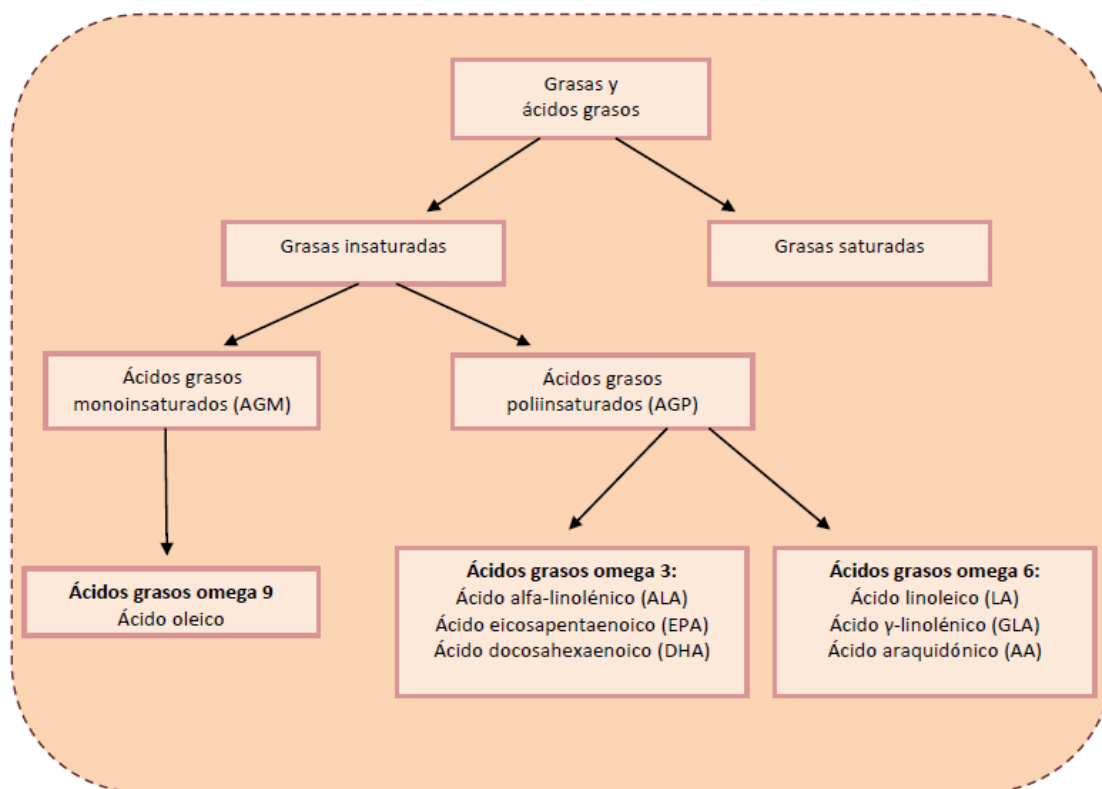 Grasas y
ácidos grasos
Grasas insaturadas
Grasas saturadas
Ácidos grasos
monoinsaturados (AGM)
Ácidos grasos
poliinsaturados (AGP)
Ácidos grasos omega 9
Ácido oleico
Ácidos grasos omega 3:
Ácido alfa-linolénico (ALA)
Ácido eicosapentaenoico (EPA)
Ácido docosahexaenoico (DHA)
Ácidos grasos omega 6:
Ácido linoleico (LA)
Ácido γ-linolénico (GLA)
Ácido araquidónico (AA)